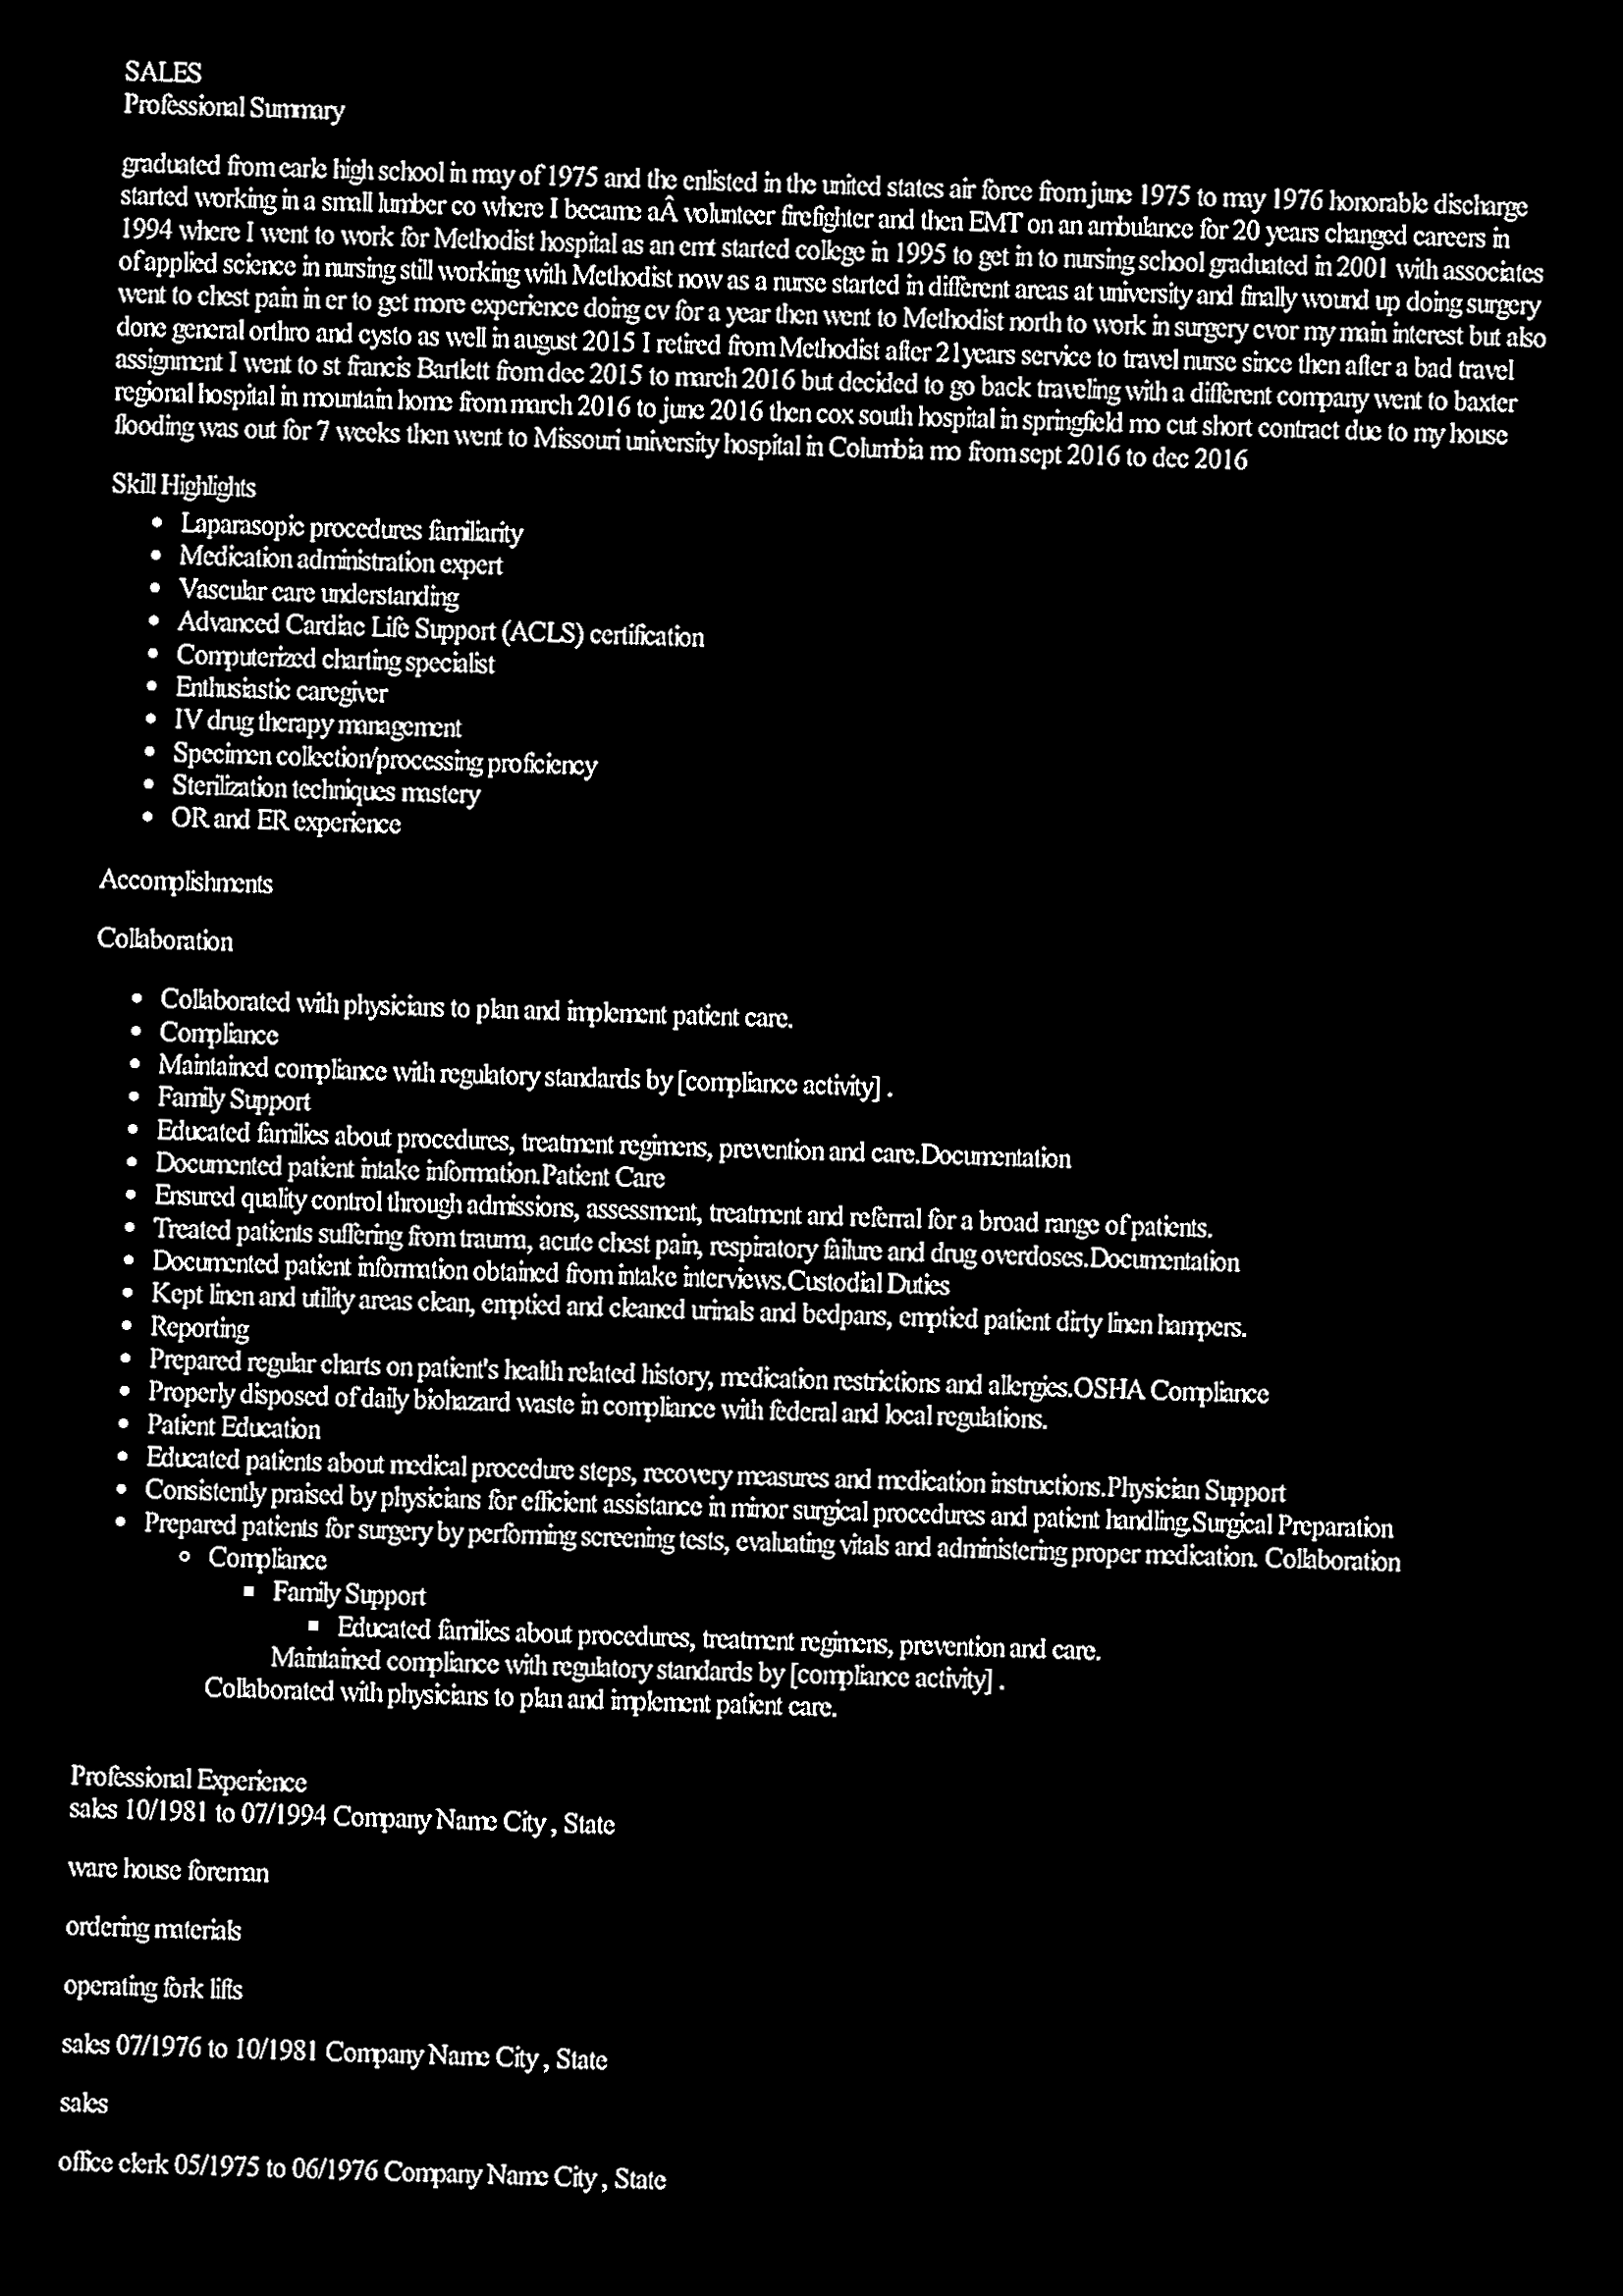 SALES
Professional Summary
graduated from earle high school in may of 1975 and the enlisted in the united states air force from june 1975 to may 1976 honorable discharge
started working in a small lumber co where I became aÂ volunteer firefighter and then EMT on an ambulance for 20 years changed careers in
1994 where I went to work for Methodist hospital as an emt started college in 1995 to get in to nursing school graduated in 2001 with associates
of applied science in nursing still working with Methodist now as a nurse started in different areas at university and finally wound up doing surgery
went to chest pain in er to get more experience doing cv for a year then went to Methodist north to work in surgery cvor my main interest but also
done general orthro and cysto as well in august 2015 I retired from Methodist after 21years service to travel nurse since then after a bad travel
assignment I went to st francis Bartlett from dec 2015 to march 2016 but decided to go back traveling with a different company went to baxter
regional hospital in mountain home from march 2016 to june 2016 then cox south hospital in springfield mo cut short contract due to my house
flooding was out for 7 weeks then went to Missouri university hospital in Columbia mo from sept 2016 to dec 2016
Skill Highlights
• Laparasopic procedures familiarity
• Medication administration expert
• Vascular care understanding
• Advanced Cardiac Life Support (ACLS) certification
• Computerized charting specialist
• Enthusiastic caregiver
• IV drug therapy management
• Specimen collection/processing proficiency
• Sterilization techniques mastery
• OR and ER experience
Accomplishments
Collaboration
• Collaborated with physicians to plan and implement patient care.
• Compliance
• Maintained compliance with regulatory standards by [compliance activity] .
• Family Support
• Educated families about procedures, treatment regimens, prevention and care.Documentation
• Documented patient intake information.Patient Care
• Ensured quality control through admissions, assessment, treatment and referral for a broad range of patients.
• Treated patients suffering from trauma, acute chest pain, respiratory failure and drug overdoses.Documentation
• Documented patient information obtained from intake interviews.Custodial Duties
• Kept linen and utility areas clean, emptied and cleaned urinals and bedpans, emptied patient dirty linen hampers.
• Reporting
• Prepared regular charts on patient's health related history, medication restrictions and allergies.OSHA Compliance
• Properly disposed of daily biohazard waste in compliance with federal and local regulations.
• Patient Education
• Educated patients about medical procedure steps, recovery measures and medication instructions.Physician Support
• Consistently praised by physicians for efficient assistance in minor surgical procedures and patient handling.Surgical Preparation
• Prepared patients for surgery by performing screening tests, evaluating vitals and administering proper medication. Collaboration
◦ Compliance
▪ Family Support
▪ Educated families about procedures, treatment regimens, prevention and care.
Maintained compliance with regulatory standards by [compliance activity] .
Collaborated with physicians to plan and implement patient care.
Professional Experience
sales 10/1981 to 07/1994 Company Name City , State
ware house foreman
ordering materials
operating fork lifts
sales 07/1976 to 10/1981 Company Name City , State
sales
office clerk 05/1975 to 06/1976 Company Name City , State